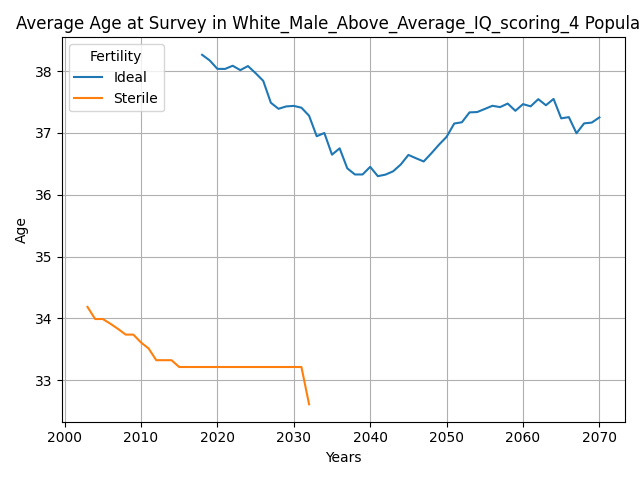 Average Age at Survey in White_Male_Above_Average_IQ_scoring_4 Popula
Fertility
Ideal
Sterile
38
37
36
35
34
33
Age
2000 2010 2020 2030 2040 2050 2060 2070
Years